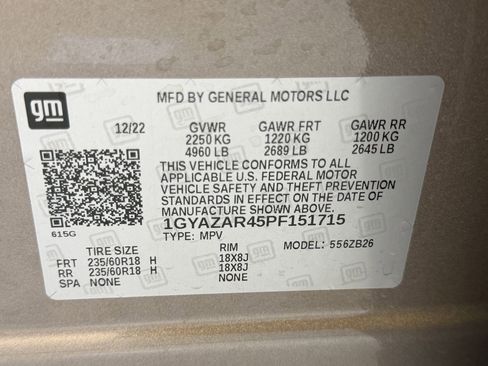 gm
MFD BY GENERAL MOTORS LLC
12/22 GVWR GAWR FRT GAWR RR
2250 KG 1220 KG 1200 KG
4960 LB 2689 LB 2645 LB
THIS VEHICLE CONFORMS TO ALL
APPLICABLE U.S. FEDERAL MOTOR
VEHICLE SAFETY AND THEFT PREVENTION
STANDARDS IN EFFECT ON THE DATE OF
MANUFACTURE SHOWN ABOVE.
1GYAZAR45PF151715
615G TYPE: MPV MODEL: 556ZB26
TIRE SIZE RIM
FRT 235/60R18 H 18X8J
RR 235/60R18 H 18X8J
SPA NONE NONE